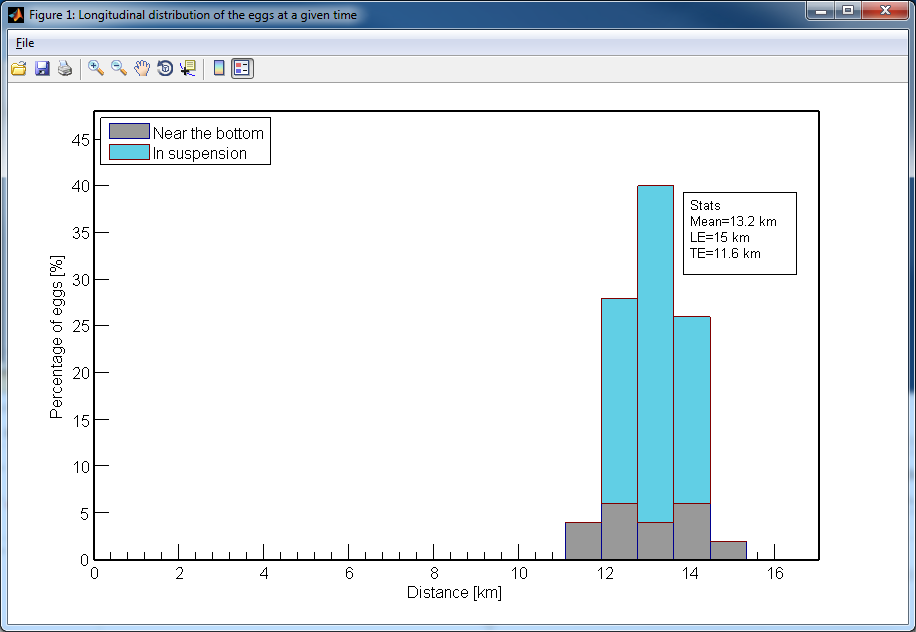 Figure 1: Longitudinal distribution of the eggs at a given time
File
Near the bottom
In suspension
Stats
Mean=13.2 km
LE=15 km
TE=11.6 km
Percentage of eggs [%]
45
40
35
30
25
20
15
10
5
0
0 2 4 6 8 10 12 14 16
Distance [km]